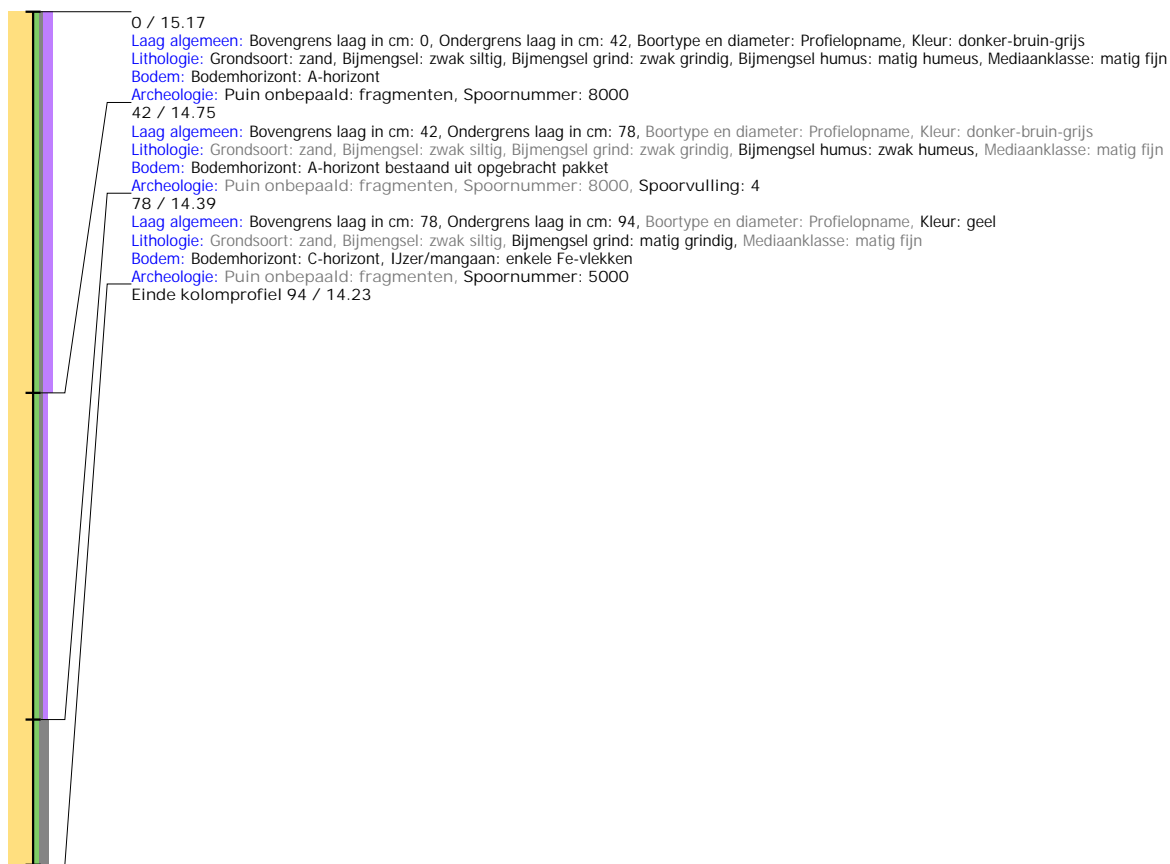 0 / 15.17
Laag algemeen: Bovengrens laag in cm: 0, Ondergrens laag in cm: 42, Boortype en diameter: Profielopname, Kleur: donker-bruin-grijs
Lithologie: Grondsoort: zand, Bijmengsel: zwak siltig, Bijmengsel grind: zwak grindig, Bijmengsel humus: matig humeus, Mediaanklasse: matig fijn
Bodem: Bodemhorizont: A-horizont
Archeologie: Puin onbepaald: fragmenten, Spoornummer: 8000
42 / 14.75
Laag algemeen: Bovengrens laag in cm: 42, Ondergrens laag in cm: 78, Boortype en diameter: Profielopname, Kleur: donker-bruin-grijs
Lithologie: Grondsoort: zand, Bijmengsel: zwak siltig, Bijmengsel grind: zwak grindig, Bijmengsel humus: zwak humeus, Mediaanklasse: matig fijn
Bodem: Bodemhorizont: A-horizont bestaand uit opgebracht pakket
Archeologie: Puin onbepaald: fragmenten, Spoornummer: 8000, Spoorvulling: 4
78 / 14.39
Laag algemeen: Bovengrens laag in cm: 78, Ondergrens laag in cm: 94, Boortype en diameter: Profielopname, Kleur: geel
Lithologie: Grondsoort: zand, Bijmengsel: zwak siltig, Bijmengsel grind: matig grindig, Mediaanklasse: matig fijn
Bodem: Bodemhorizont: C-horizont, IJzer/mangaan: enkele Fe-vlekken
Archeologie: Puin onbepaald: fragmenten, Spoornummer: 5000
Einde kolomprofiel 94 / 14.23